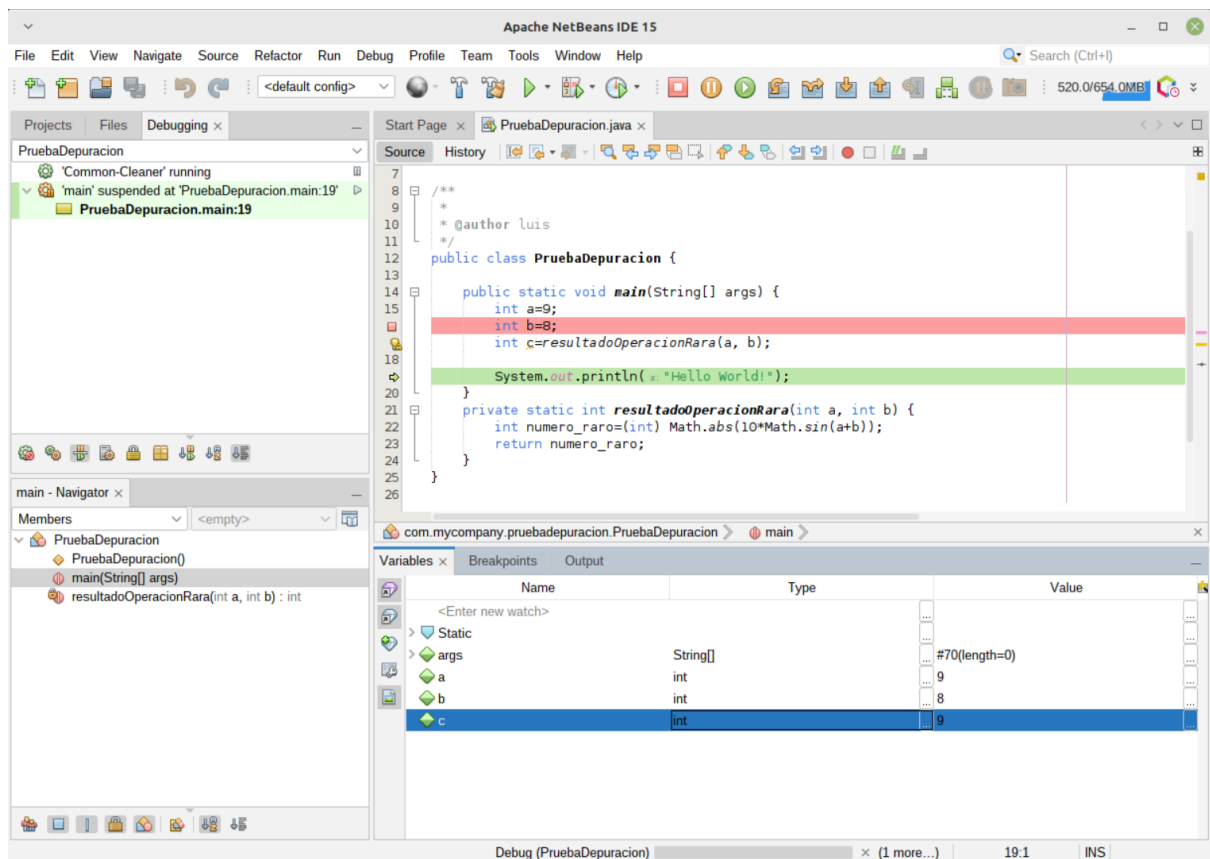 Apache NetBeans IDE 15
File Edit View Navigate Source Refactor Run Debug Profile Team Tools Window Help
Search (Ctrl+I)
<default config>
520.0/654.0MB
Projects Files Debugging
PruebaDepuracion
'Common-Cleaner' running
'main' suspended at 'PruebaDepuracion.main:19'
PruebaDepuracion.main:19
main - Navigator
Members <empty>
PruebaDepuracion
PruebaDepuracion()
main(String[] args)
resultadoOperacionRara(int a, int b) : int
Start Page PruebaDepuracion.java
Source History
7
8 /**
9 *
10 * @author luis
11 */
12 public class PruebaDepuracion {
13
14 public static void main(String[] args) {
15 int a=9;
int b=8;
int c=resultadoOperacionRara(a, b);
18
System.out.println( x: "Hello World!");
20 }
21 private static int resultadoOperacionRara(int a, int b) {
22 int numero_raro=(int) Math.abs(10*Math.sin(a+b));
23 return numero_raro;
24 }
25 }
26
com.mycompany.pruebadepuracion.PruebaDepuracion main
Variables Breakpoints Output
Name Type Value
<Enter new watch> ...
Static ...
args String[] ... #70(length=0) ...
a int ... 9 ...
b int ... 8 ...
c int ... 9 ...
Debug (PruebaDepuracion) (1 more...) 19:1 INS